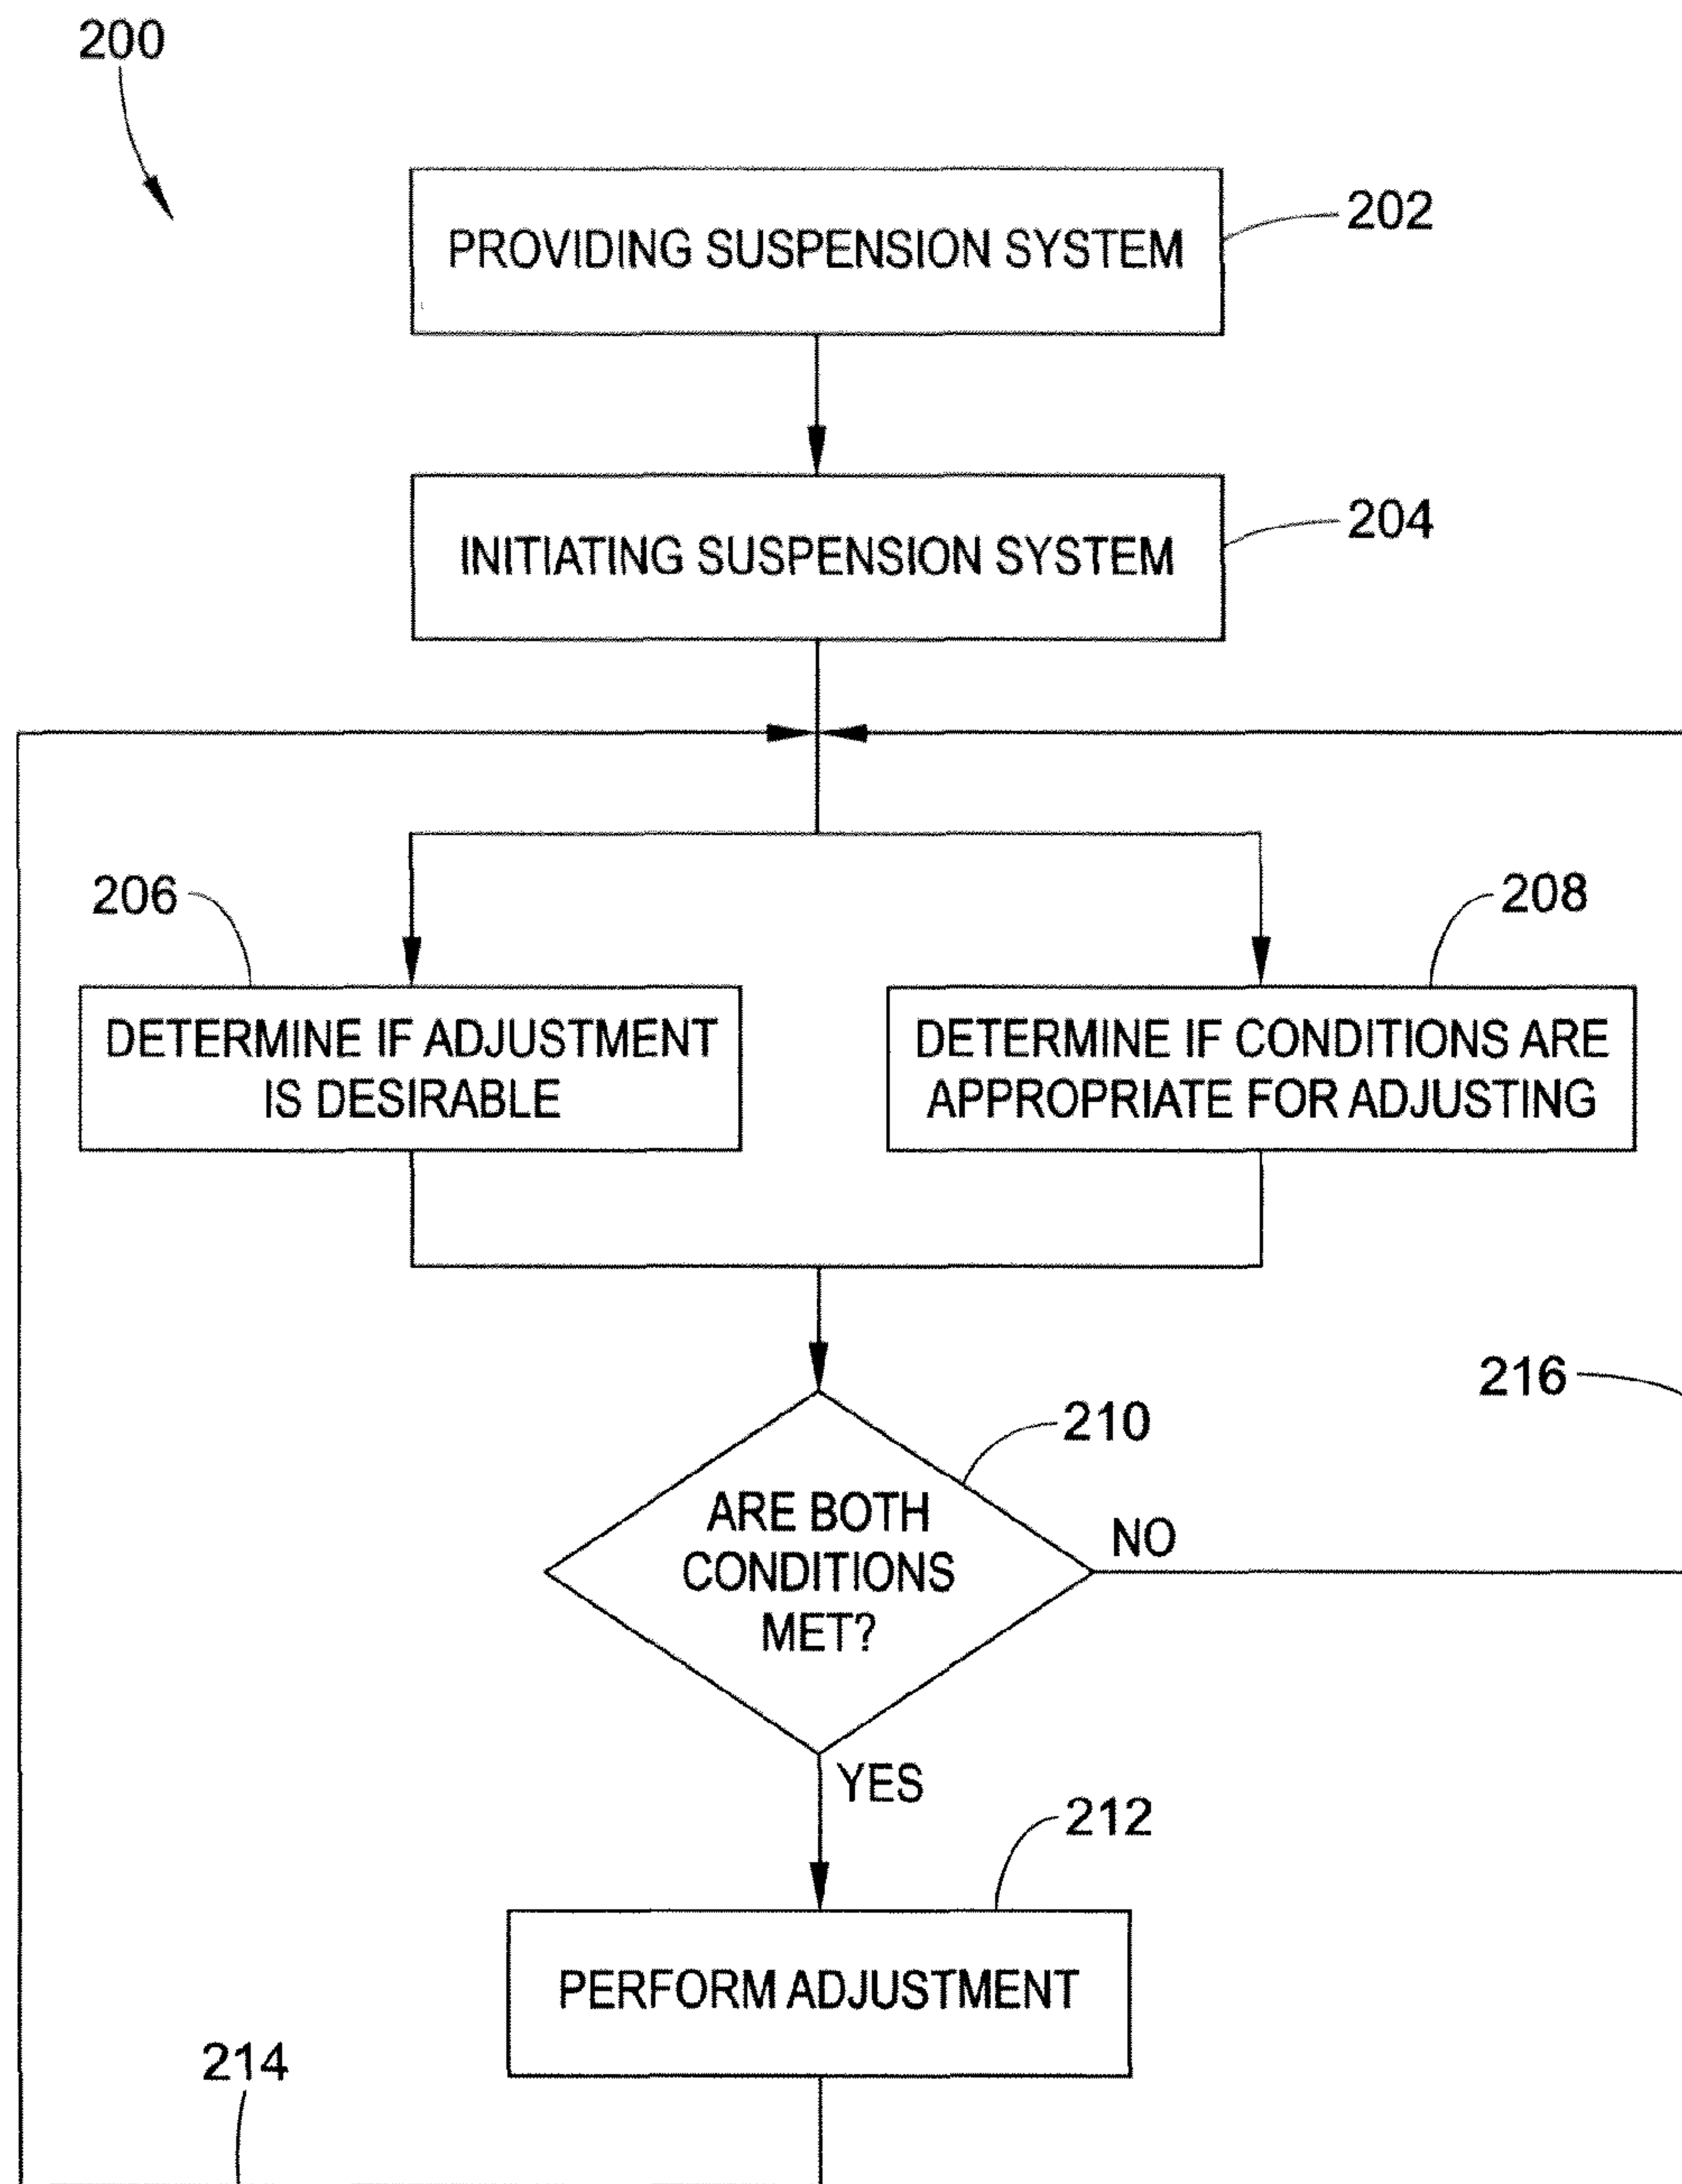 200
PROVIDING SUSPENSION SYSTEM
202
INITIATING SUSPENSION SYSTEM
204
206
208
DETERMINE IF ADJUSTMENT
IS DESIRABLE
DETERMINE IF CONDITIONS ARE
APPROPRIATE FOR ADJUSTING
216
210
ARE BOTH
CONDITIONS
MET?
NO
YES
212
PERFORM ADJUSTMENT
214